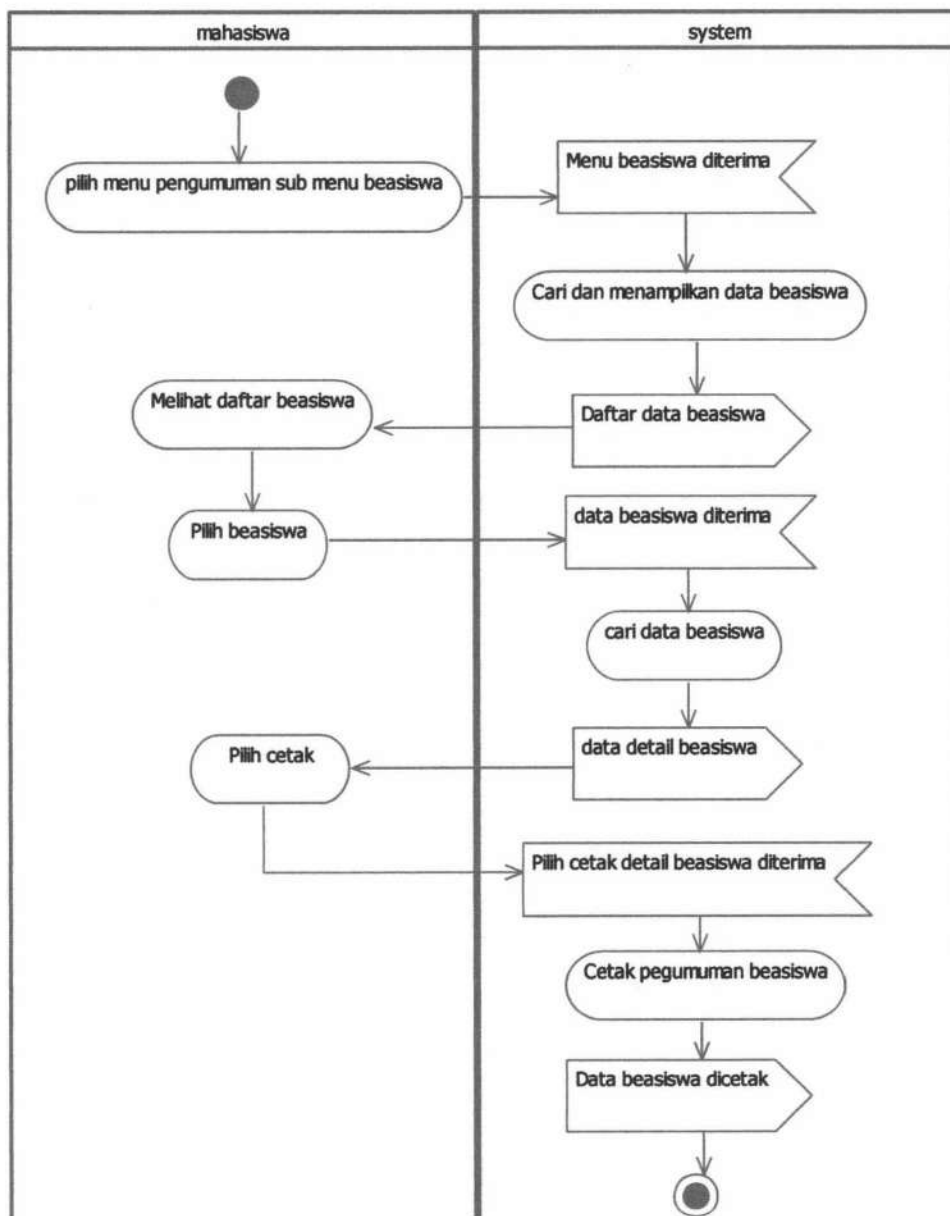 mahasiswa
system
pilih menu pengumuman sub menu beasiswa
Menu beasiswa diterima
Cari dan menampilkan data beasiswa
Daftar data beasiswa
Melihat daftar beasiswa
Pilih beasiswa
data beasiswa diterima
cari data beasiswa
data detail beasiswa
Pilih cetak
Pilih cetak detail beasiswa diterima
Cetak pegumuman beasiswa
Data beasiswa dicetak